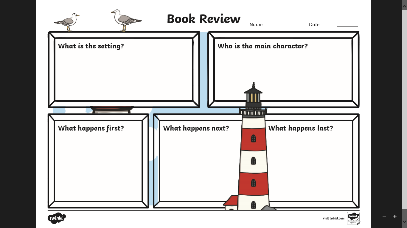 Book Review
Name
Date
What is the setting?
Who is the main character?
What happens first?
What happens next?
What happens last?